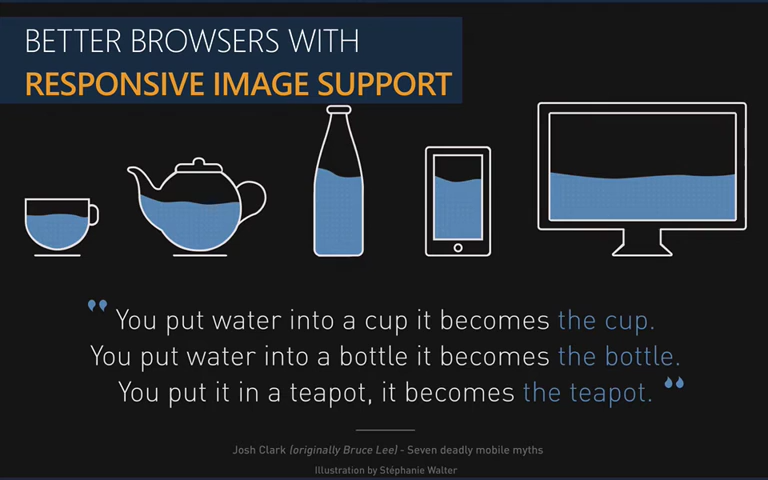 BETTER BROWSERS WITH
RESPONSIVE IMAGE SUPPORT
You put water into a cup it becomes the cup.
You put water into a bottle it becomes the bottle.
You put it in a teapot, it becomes the teapot.
Josh Clark (originally Bruce Lee) - Seven deadly mobile myths
Illustration by Stéphanie Walter